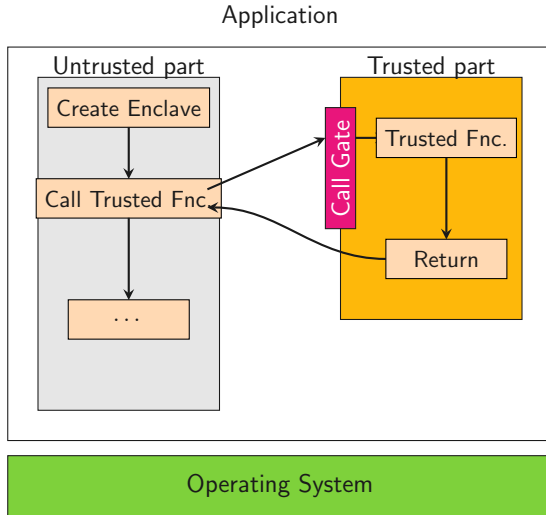 Application
Untrusted part
Trusted part
Create Enclave
Call Trusted Fnc.
...
Call Gate
Trusted Fnc.
Return
Operating System